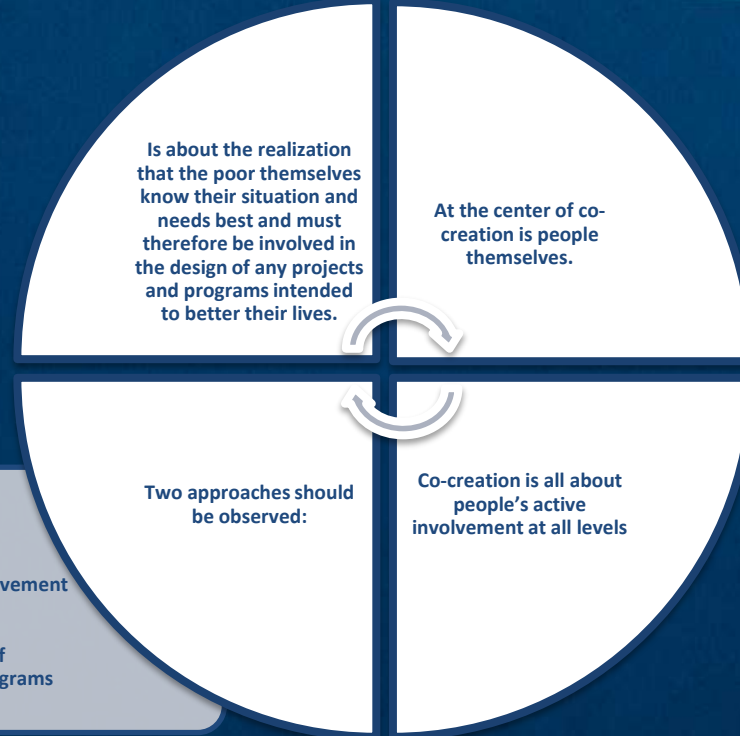 Is about the realization
that the poor themselves
know their situation and
needs best and must
therefore be involved in
the design of any projects
and programs intended
to better their lives.
At the center of co-
creation is people
themselves.
Two approaches should
be observed:
Co-creation is all about
people’s active
involvement at all levels